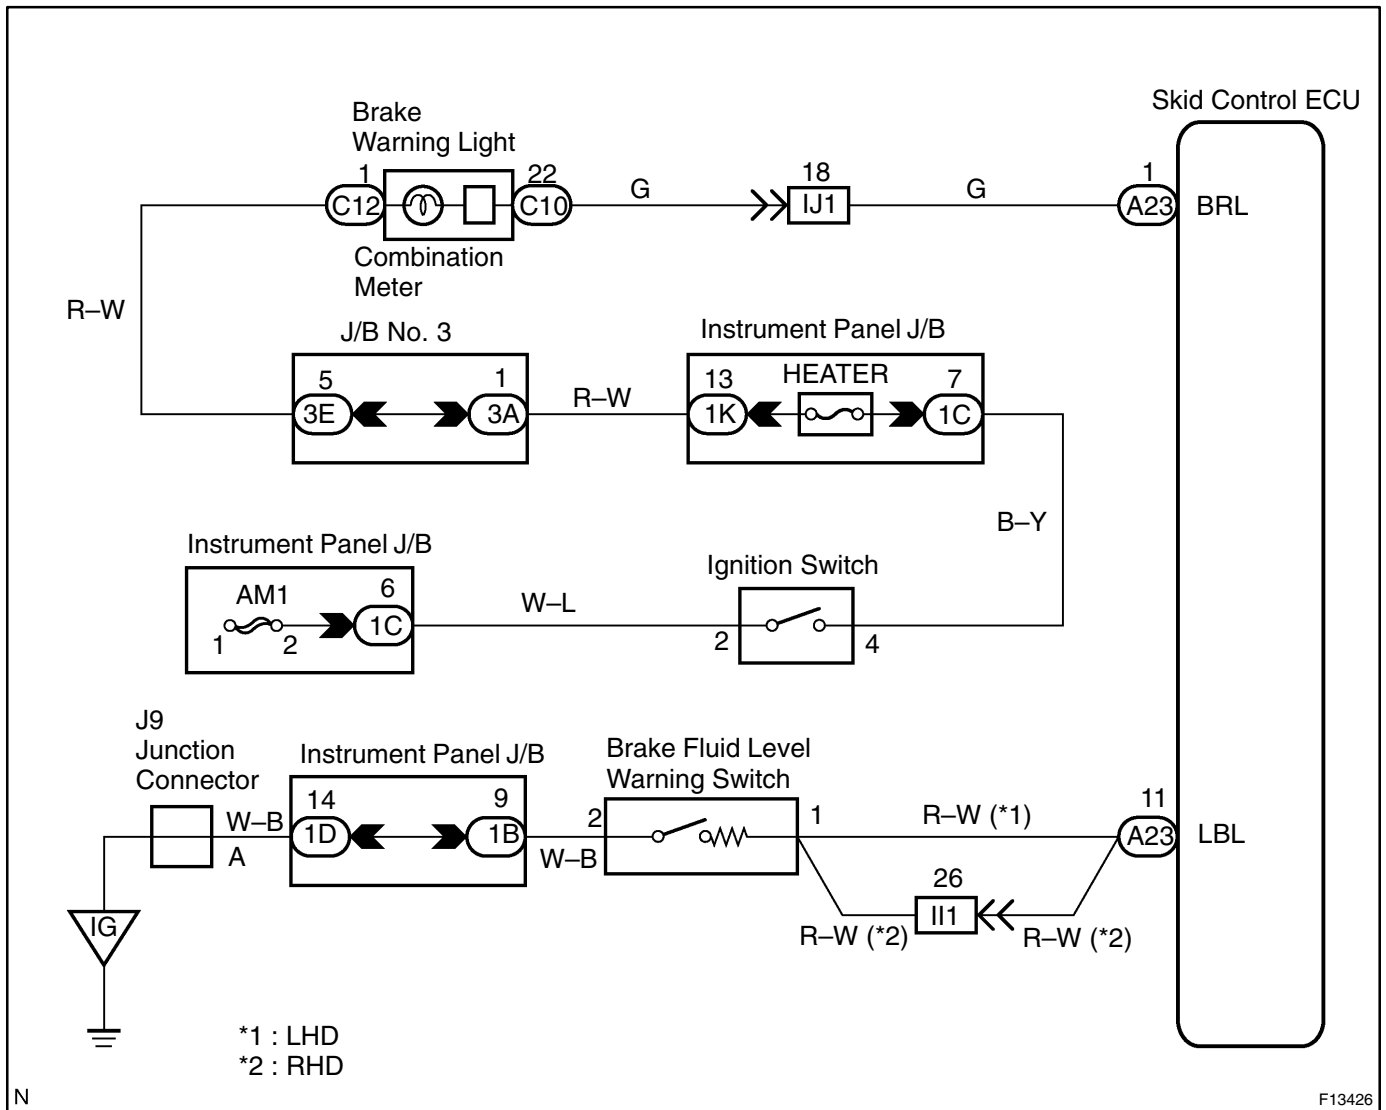 Skid Control ECU
Brake
Warning Light
1
22
18
1
C12
C10
G
IJ1
G
A23
BRL
Combination
Meter
R–W
J/B No. 3
Instrument Panel J/B
5
1
13
HEATER
7
3E
3A
R–W
1K
1C
B–Y
Instrument Panel J/B
Ignition Switch
AM1
6
1
2
1C
W–L
2
4
J9
Junction
Connector
Instrument Panel J/B
Brake Fluid Level
Warning Switch
14
9
2
1
R–W (*1)
11
W–B
A
1D
1B
W–B
A23
LBL
26
II1
R–W (*2)
R–W (*2)
IG
*1 : LHD
*2 : RHD
N
F13426